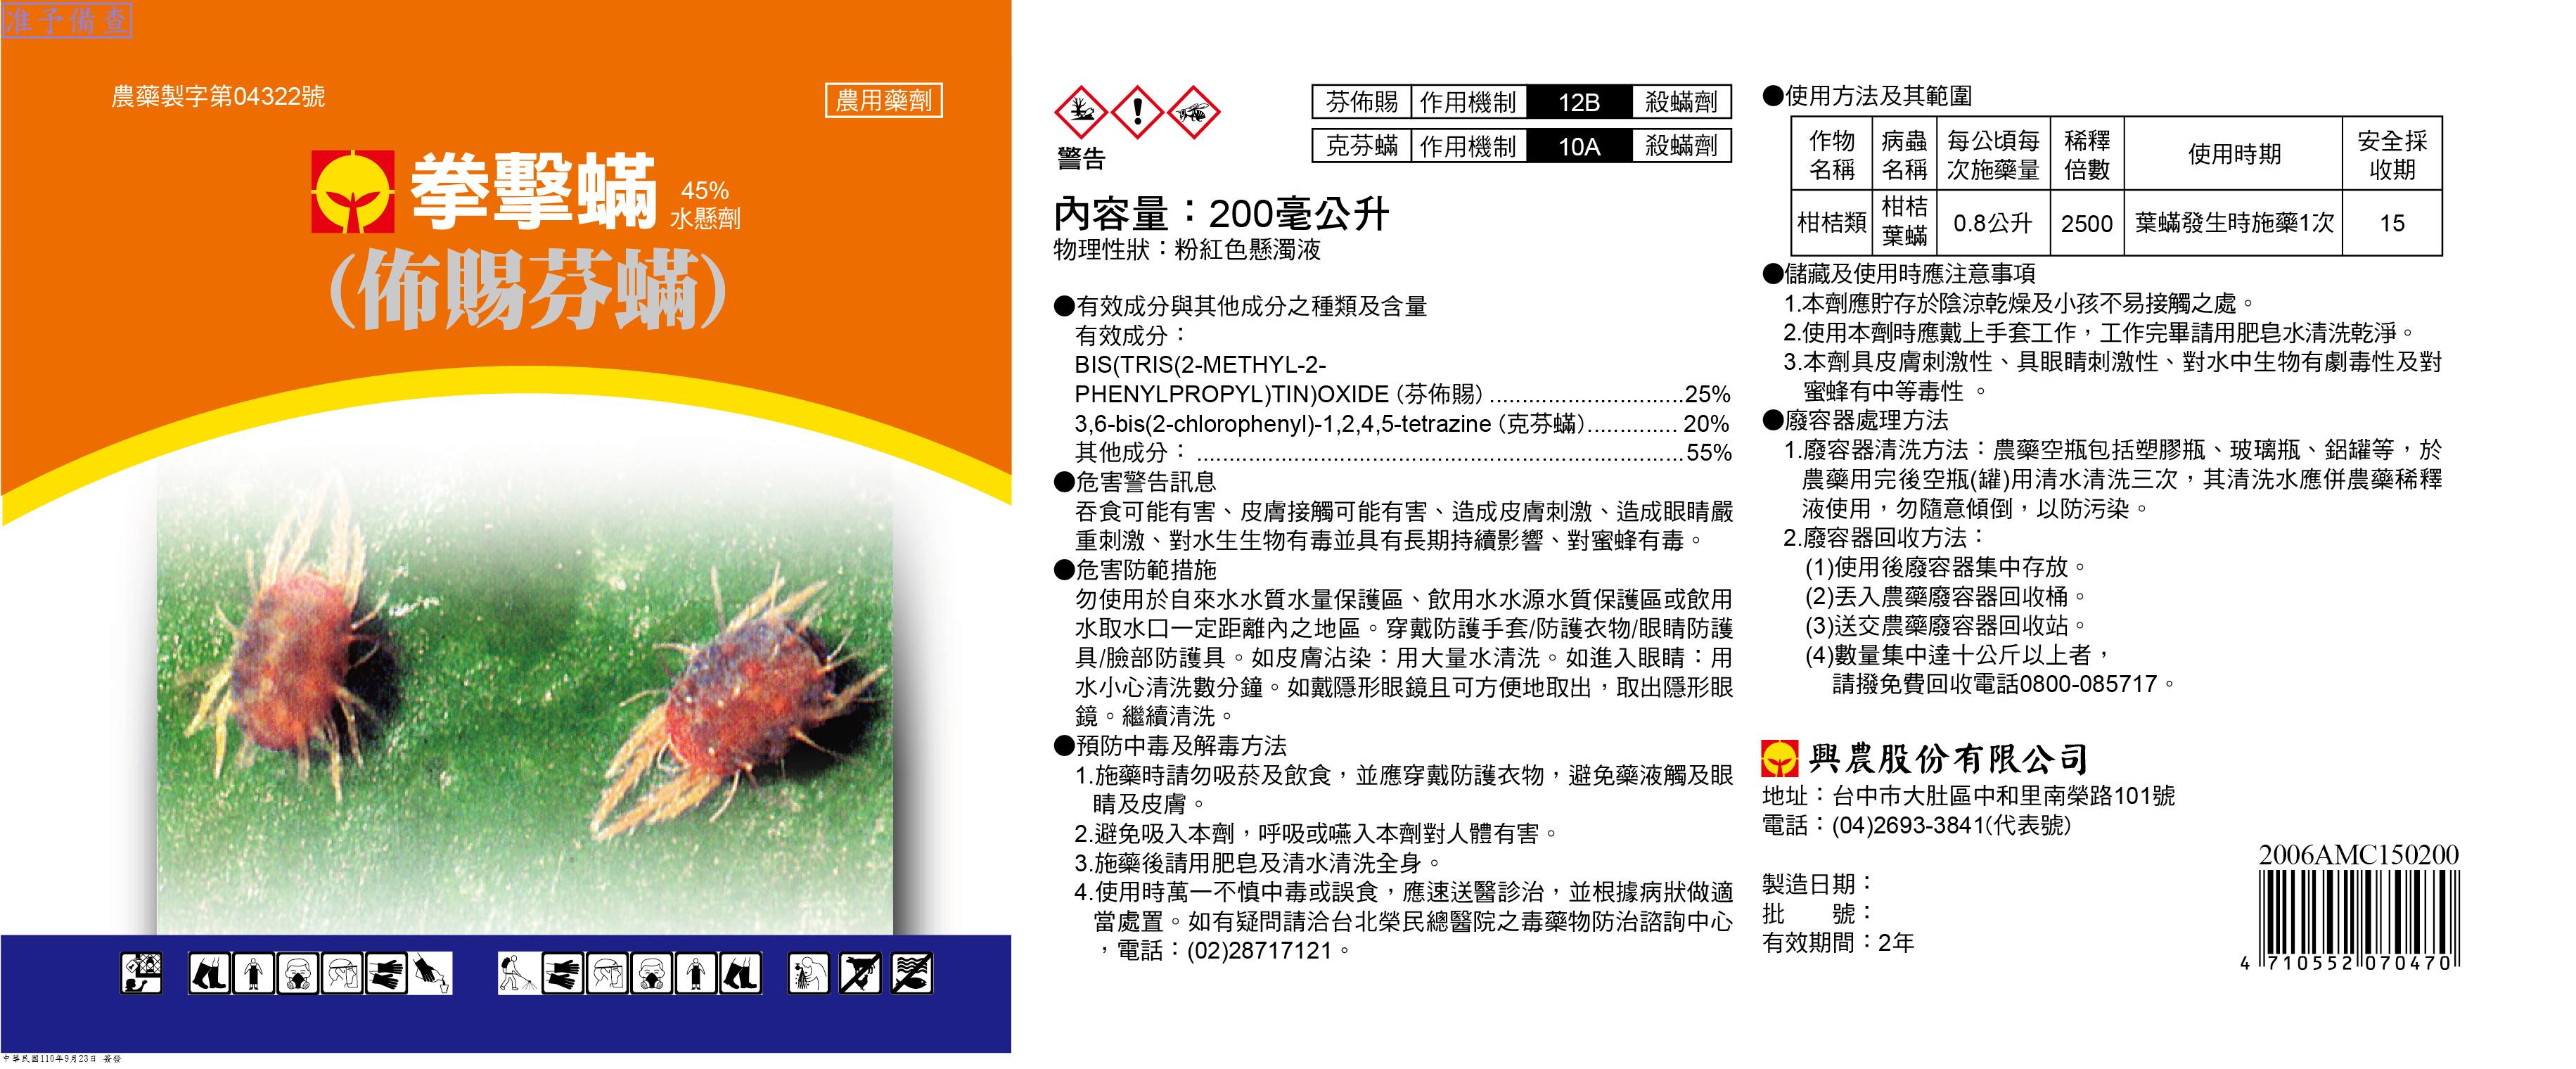 准予備查
農藥製字第04322號
農用藥劑
拳擊蟎
45%
水懸劑
(佈賜芬蟎)
中華民國110年9月23日 簽發
警告
芬佈賜 作用機制 12B 殺蟎劑
克芬蟎 作用機制 10A 殺蟎劑
內容量：200毫公升
物理性狀：粉紅色懸濁液
●有效成分與其他成分之種類及含量
有效成分：
BIS(TRIS(2-METHYL-2-
PHENYLPROPYL)TIN)OXIDE (芬佈賜) ..............................25%
3,6-bis(2-chlorophenyl)-1,2,4,5-tetrazine (克芬蟎).............. 20%
其他成分： ...........................................................................55%
●危害警告訊息
吞食可能有害、皮膚接觸可能有害、造成皮膚刺激、造成眼睛嚴
重刺激、對水生生物有毒並具有長期持續影響、對蜜蜂有毒。
●危害防範措施
勿使用於自來水水質水量保護區、飲用水水源水質保護區或飲用
水取水口一定距離內之地區。穿戴防護手套/防護衣物/眼睛防護
具/臉部防護具。如皮膚沾染：用大量水清洗。如進入眼睛：用
水小心清洗數分鐘。如戴隱形眼鏡且可方便地取出，取出隱形眼
鏡。繼續清洗。
●預防中毒及解毒方法
1.施藥時請勿吸菸及飲食，並應穿戴防護衣物，避免藥液觸及眼
睛及皮膚。
2.避免吸入本劑，呼吸或嚥入本劑對人體有害。
3.施藥後請用肥皂及清水清洗全身。
4.使用時萬一不慎中毒或誤食，應速送醫診治，並根據病狀做適
當處置。如有疑問請洽台北榮民總醫院之毒藥物防治諮詢中心
，電話：(02)28717121。
●使用方法及其範圍
作物名稱 病蟲名稱 每公頃每次施藥量 稀釋倍數 使用時期 安全採收期
柑桔類 柑桔葉蟎 0.8公升 2500 葉蟎發生時施藥1次 15
●儲藏及使用時應注意事項
1.本劑應貯存於陰涼乾燥及小孩不易接觸之處。
2.使用本劑時應戴上手套工作，工作完畢請用肥皂水清洗乾淨。
3.本劑具皮膚刺激性、具眼睛刺激性、對水中生物有劇毒性及對
蜜蜂有中等毒性 。
●廢容器處理方法
1.廢容器清洗方法：農藥空瓶包括塑膠瓶、玻璃瓶、鋁罐等，於
農藥用完後空瓶(罐)用清水清洗三次，其清洗水應併農藥稀釋
液使用，勿隨意傾倒，以防污染。
2.廢容器回收方法：
(1)使用後廢容器集中存放。
(2)丟入農藥廢容器回收桶。
(3)送交農藥廢容器回收站。
(4)數量集中達十公斤以上者，
請撥免費回收電話0800-085717。
興農股份有限公司
地址：台中市大肚區中和里南榮路101號
電話：(04)2693-3841(代表號)
製造日期：
批　　號：
有效期間：2年
2006AMC150200
4 710552 070470